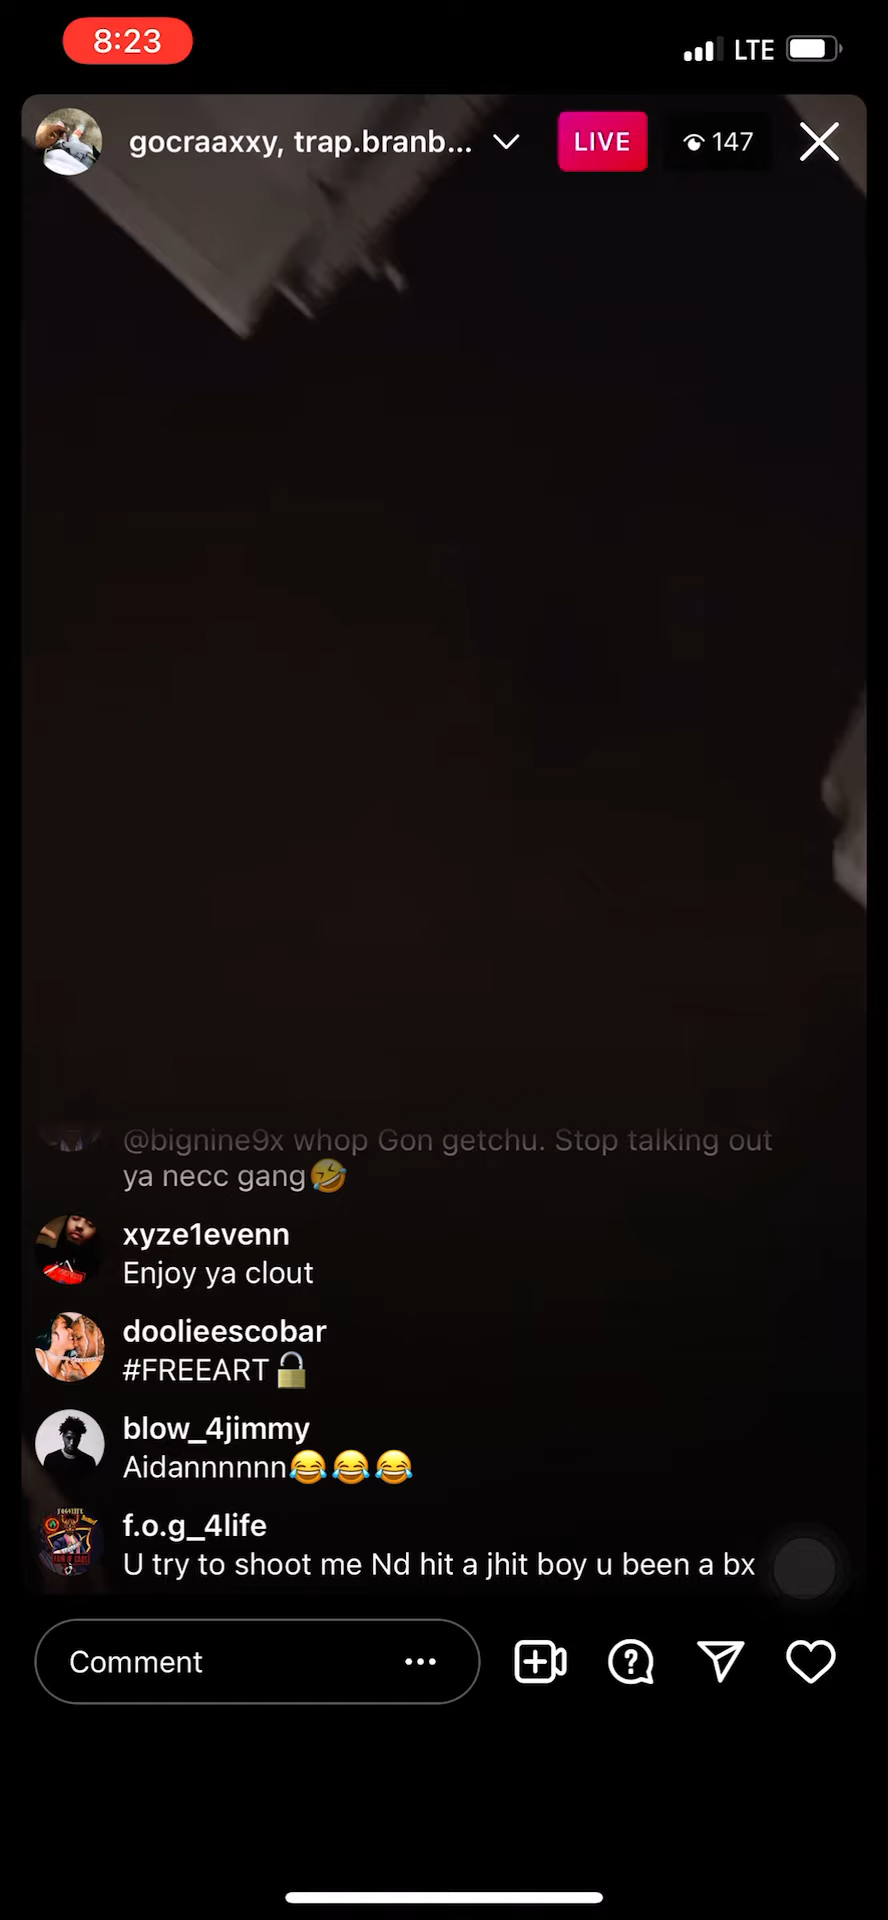 8:23
LTE
gocraaxxy, trap.branb...
LIVE
147
@bignine9x whop Gon getchu. Stop talking out
ya necc gang🤣
xyze1evenn
Enjoy ya clout
doolieescobar
#FREEART🔒
blow_4jimmy
Aidannnnnn😂😂😂
f.o.g_4life
U try to shoot me Nd hit a jhit boy u been a bx
Comment